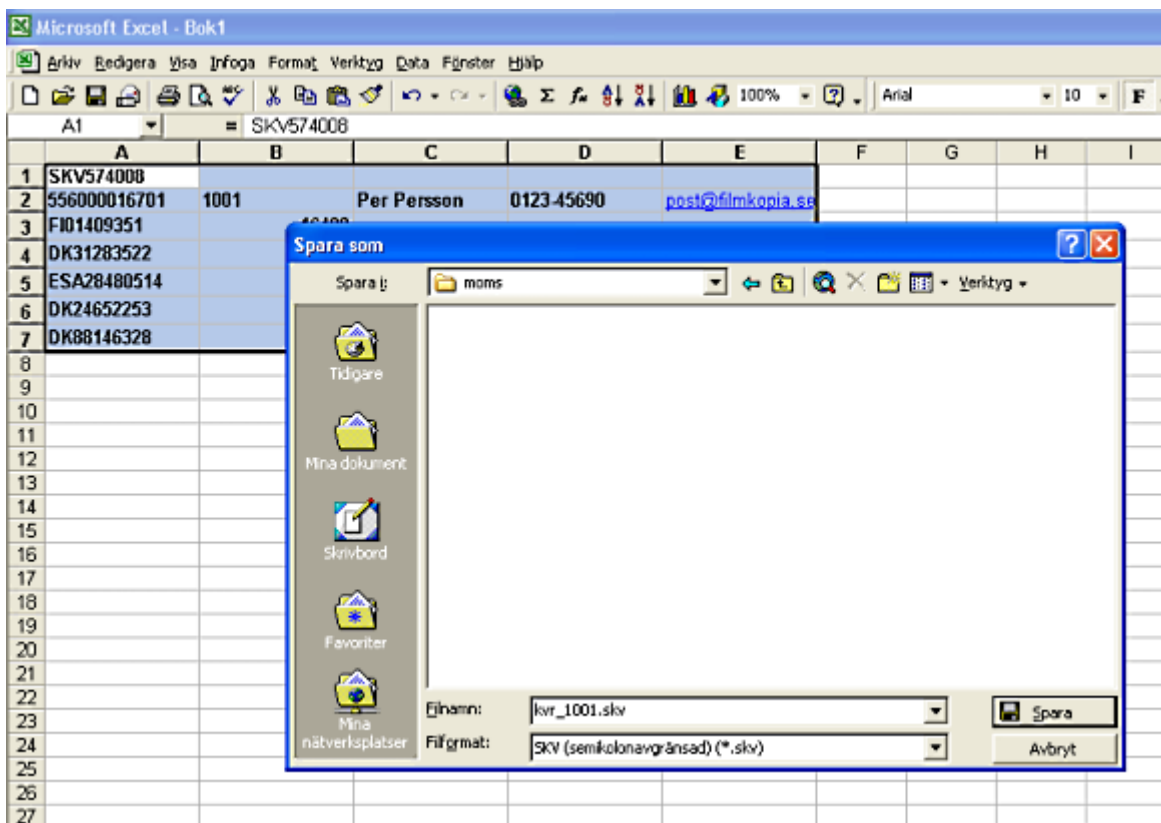 Microsoft Excel - Bok1
Arkiv Redigera Visa Infoga Format Verktyg Data Fönster Hjälp
100% Arial 10 F
A1 = SKV574008
A B C D E F G H I
1 SKV574008
2 556000016701 1001 Per Persson 0123-45690 post@filmkopia.se
3 FI01409351
4 DK31283522
5 ESA28480514
6 DK24652253
7 DK88146328
8
9
10
11
12
13
14
15
16
17
18
19
20
21
22
23
24
25
26
27
Spara som
Spara i: moms Verktyg
Tidigare
Mina dokument
Skrivbord
Favoriter
Mina nätverksplatser
Filnamn: kvr_1001.skv Spara
Filformat: SKV (semikolonavgränsad) (*.skv) Avbryt